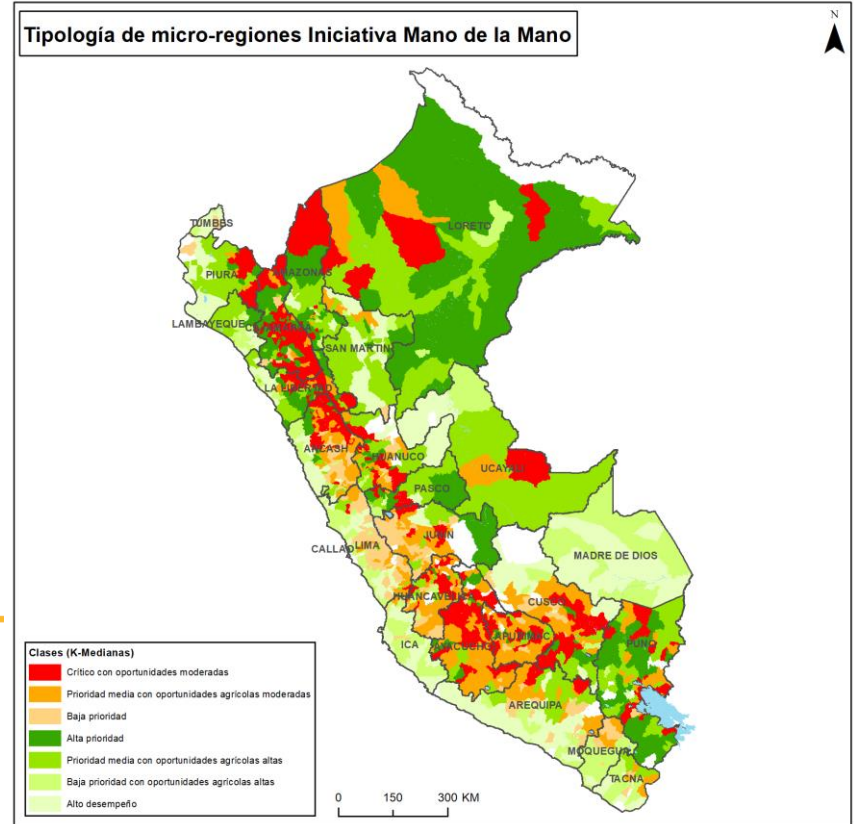 Tipología de micro-regiones Iniciativa Mano de la Mano
N
LORETO
TUMBES
PIURA
AMAZONAS
LAMBAYEQUE
CAJAMARCA
SAN MARTIN
LA LIBERTAD
ANCASH
HUANUCO
UCAYALI
PASCO
JUNIN
CALLAO
LIMA
MADRE DE DIOS
HUANCAVELICA
CUSCO
ICA
AYACUCHO
APURIMAC
PUNO
AREQUIPA
MOQUEGUA
TACNA
Clases (K-Medianas)
Crítico con oportunidades moderadas
Prioridad media con oportunidades agrícolas moderadas
Baja prioridad
Alta prioridad
Prioridad media con oportunidades agrícolas altas
Baja prioridad con oportunidades agrícolas altas
Alto desempeño
0 150 300 KM